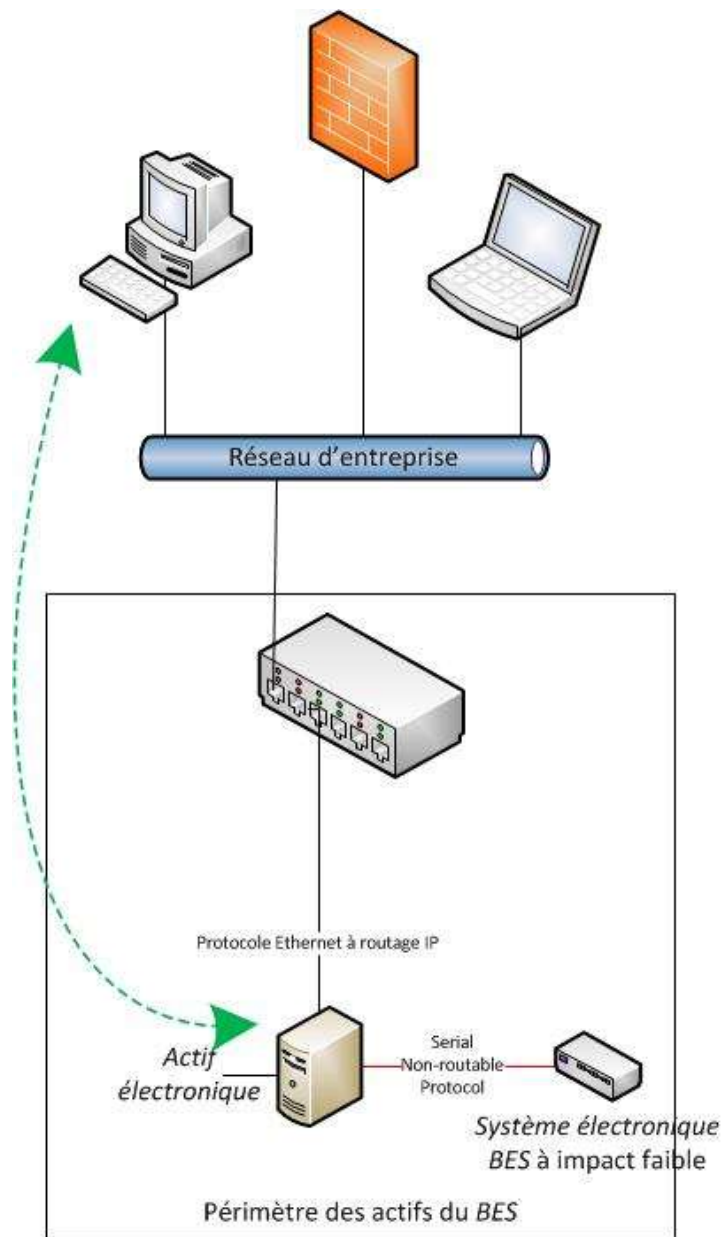 Réseau d'entreprise
Protocole Ethernet à routage IP
Actif
électronique
Serial
Non-routable
Protocol
Système électronique
BES à impact faible
Périmètre des actifs du BES